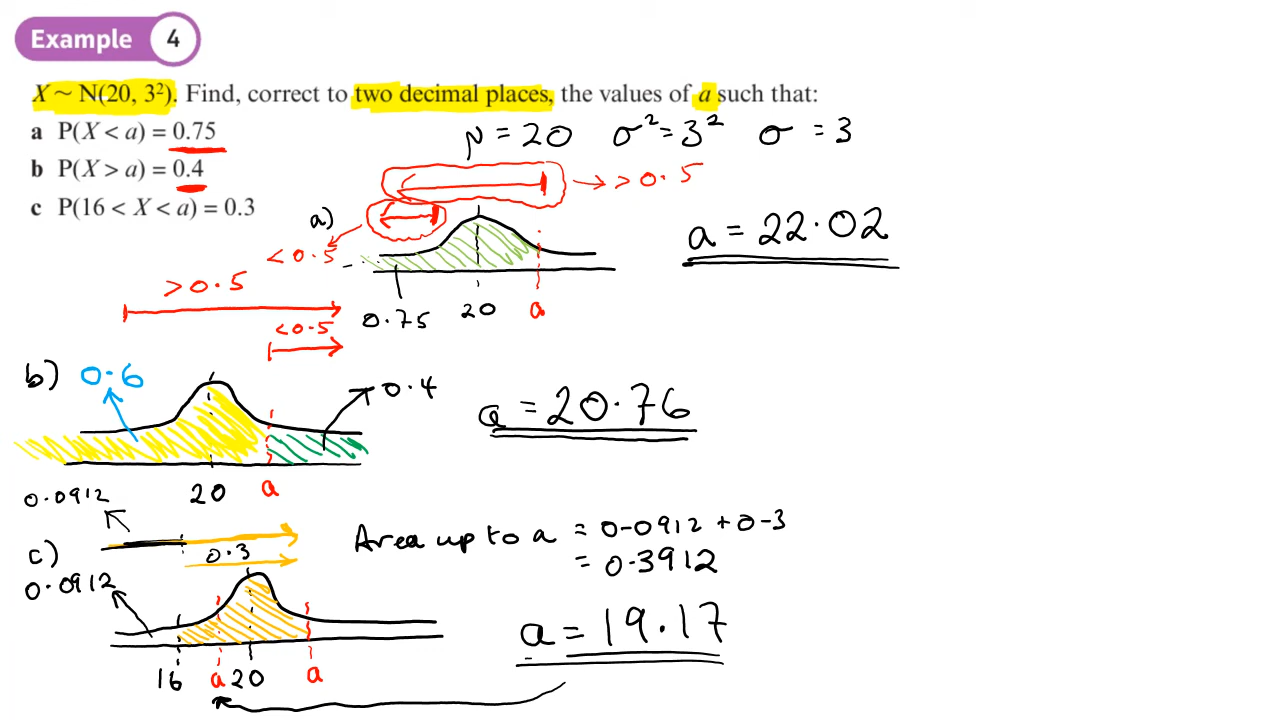 Example 4
X ~ N(20, 3²). Find, correct to two decimal places, the values of a such that:
a P(X < a) = 0.75
b P(X > a) = 0.4
c P(16 < X < a) = 0.3
μ = 20 σ² = 3² σ = 3
> 0.5
a)
< 0.5
0.75 20 a
a = 22.02
> 0.5
< 0.5
b) 0.6
0.4
20 a
a = 20.76
0.0912
c)
0.3
0.0912
16 a 20 a
Area up to a = 0.0912 + 0.3
= 0.3912
a = 19.17